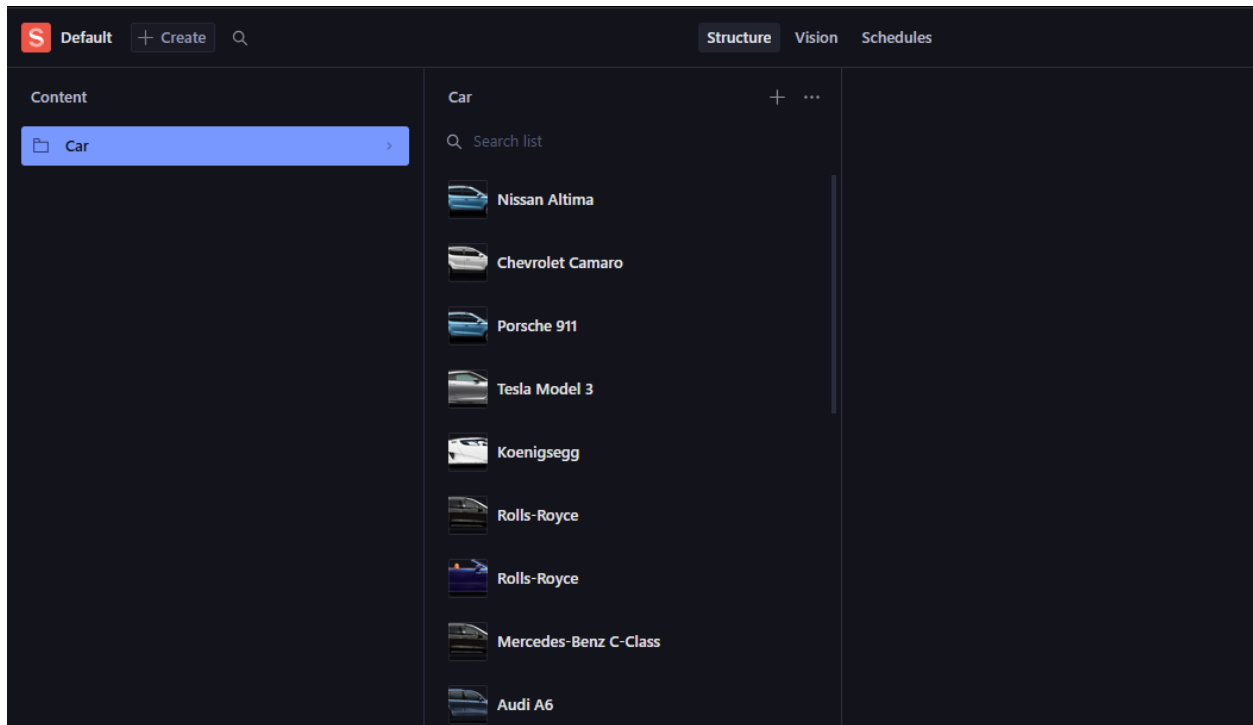 S Default + Create Structure Vision Schedules
Content
Car
Car
Search list
Nissan Altima
Chevrolet Camaro
Porsche 911
Tesla Model 3
Koenigsegg
Rolls-Royce
Rolls-Royce
Mercedes-Benz C-Class
Audi A6